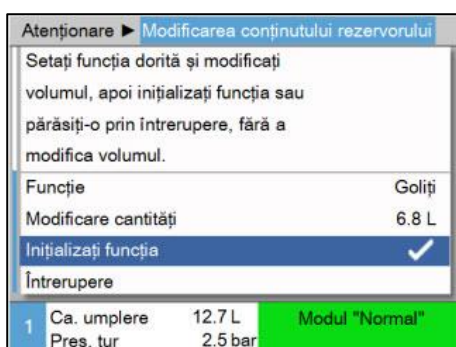 Atenționare ► Modificarea conținutului rezervorului
Setați funcția dorită și modificați
volumul, apoi inițializați funcția sau
părăsiți-o prin întrerupere, fără a
modifica volumul.
Funcție Goliți
Modificare cantități 6.8 L
Inițializați funcția ✓
Întrerupere
1 Ca. umplere 12.7 L Modul "Normal"
Pres. tur 2.5 bar